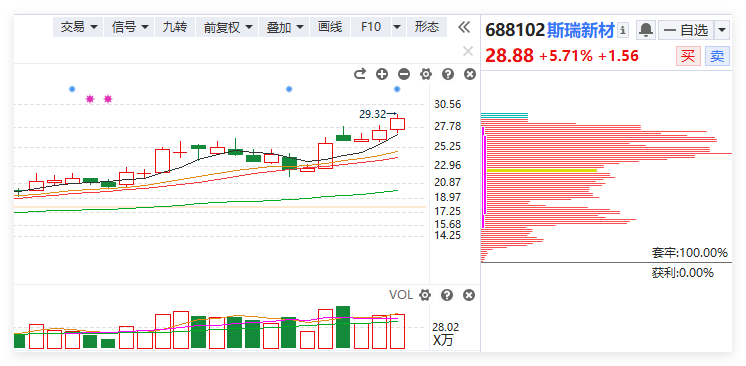 交易 信号 九转 前复权 叠加 画线 F10 形态
688102 斯瑞新材 自选
28.88 +5.71% +1.56 买 卖
29.32
30.56
27.78
25.25
22.96
20.87
18.97
17.25
15.68
14.25
套牢:100.00%
获利:0.00%
VOL
28.02
X万